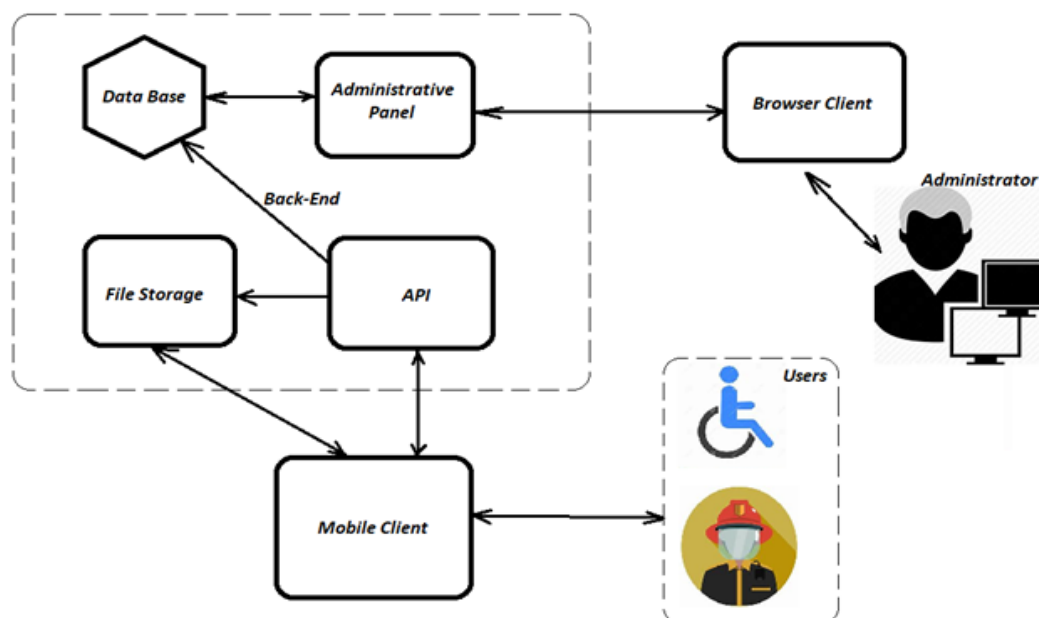 Data Base
Administrative
Panel
Browser Client
Administrator
Back-End
File Storage
API
Users
Mobile Client